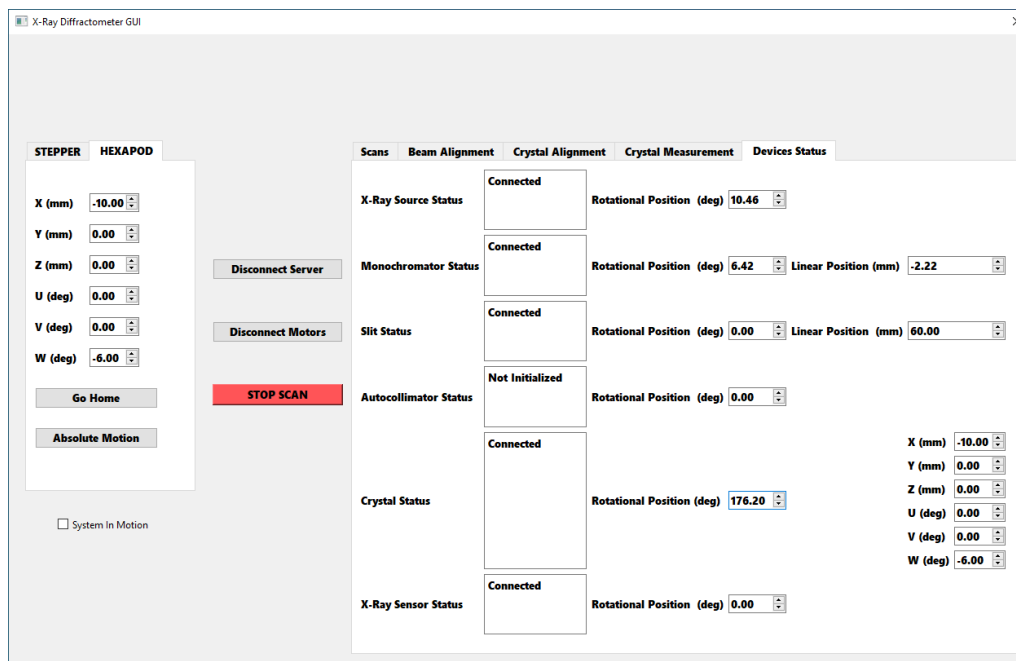 X-Ray Diffractometer GUI
STEPPER HEXAPOD
X (mm) -10.00
Y (mm) 0.00
Z (mm) 0.00
U (deg) 0.00
V (deg) 0.00
W (deg) -6.00
Go Home
Absolute Motion
System In Motion
Disconnect Server
Disconnect Motors
STOP SCAN
Scans Beam Alignment Crystal Alignment Crystal Measurement Devices Status
X-Ray Source Status Connected Rotational Position (deg) 10.46
Monochromator Status Connected Rotational Position (deg) 6.42 Linear Position (mm) -2.22
Slit Status Connected Rotational Position (deg) 0.00 Linear Position (mm) 60.00
Autocollimator Status Not Initialized Rotational Position (deg) 0.00
Crystal Status Connected Rotational Position (deg) 176.20
X (mm) -10.00
Y (mm) 0.00
Z (mm) 0.00
U (deg) 0.00
V (deg) 0.00
W (deg) -6.00
X-Ray Sensor Status Connected Rotational Position (deg) 0.00